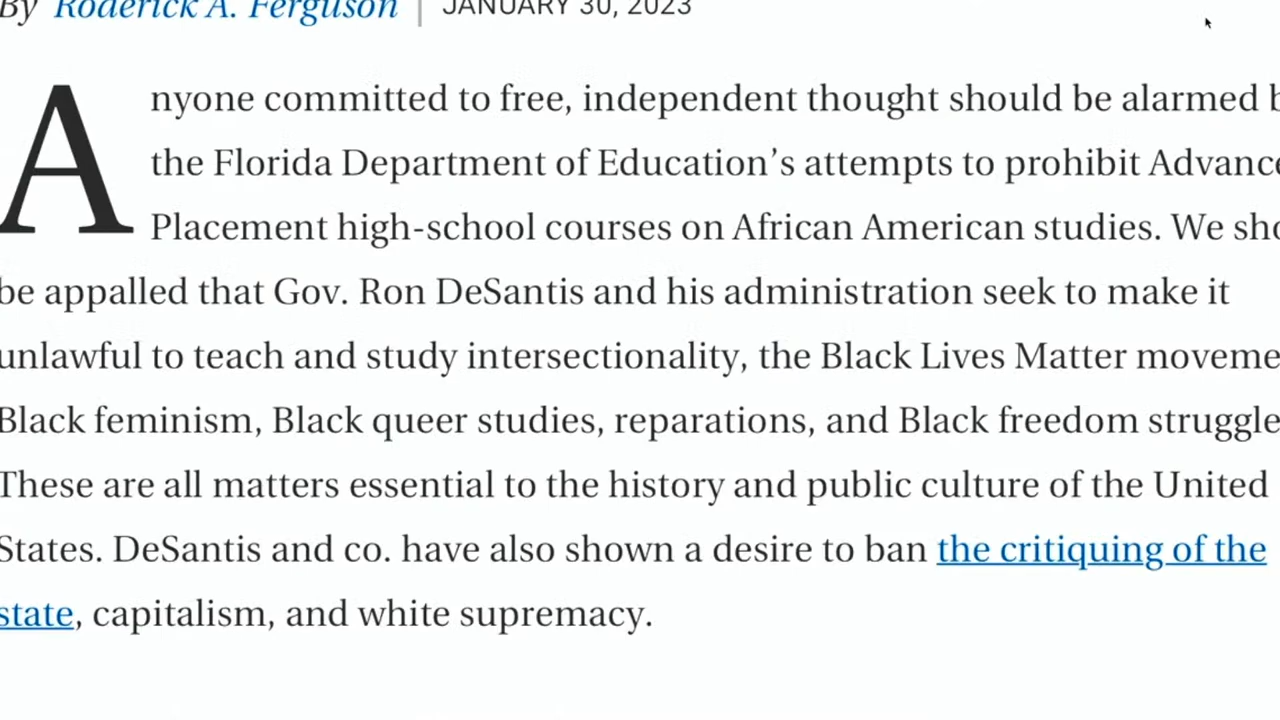 By Roderick A. Ferguson | JANUARY 30, 2023
Anyone committed to free, independent thought should be alarmed
the Florida Department of Education's attempts to prohibit
Placement high-school courses on African American studies. We
be appalled that Gov. Ron DeSantis and his administration seek to make it
unlawful to teach and study intersectionality, the Black Lives Matter
Black feminism, Black queer studies, reparations, and Black freedom
These are all matters essential to the history and public culture of the United
States. DeSantis and co. have also shown a desire to ban the critiquing of the
state, capitalism, and white supremacy.